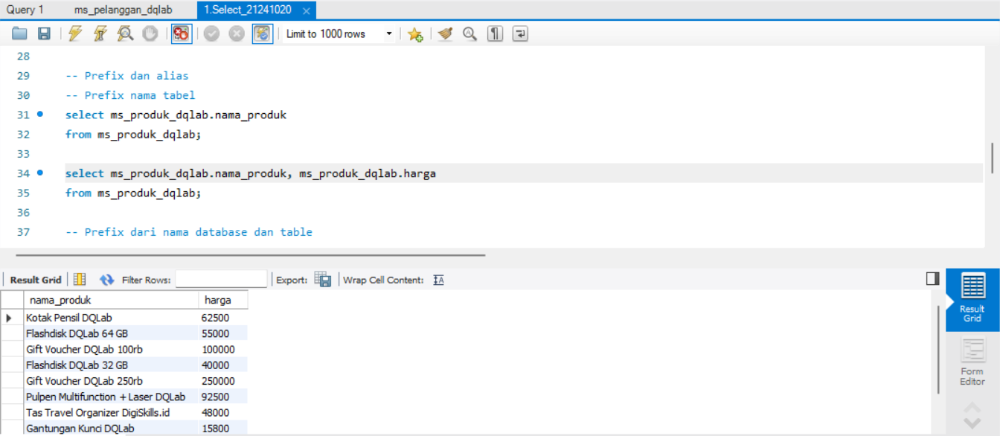 Query 1 ms_pelanggan_dqlab 1.Select_21241020
Limit to 1000 rows
28
29 -- Prefix dan alias
30 -- Prefix nama tabel
31 select ms_produk_dqlab.nama_produk
32 from ms_produk_dqlab;
33
34 select ms_produk_dqlab.nama_produk, ms_produk_dqlab.harga
35 from ms_produk_dqlab;
36
37 -- Prefix dari nama database dan table
Result Grid Filter Rows: Export: Wrap Cell Content:
nama_produk harga
Kotak Pensil DQLab 62500
Flashdisk DQLab 64 GB 55000
Gift Voucher DQLab 100rb 100000
Flashdisk DQLab 32 GB 40000
Gift Voucher DQLab 250rb 250000
Pulpen Multifunction + Laser DQLab 92500
Tas Travel Organizer DigiSkills.id 48000
Gantungan Kunci DQLab 15800
Result
Grid
Form
Editor